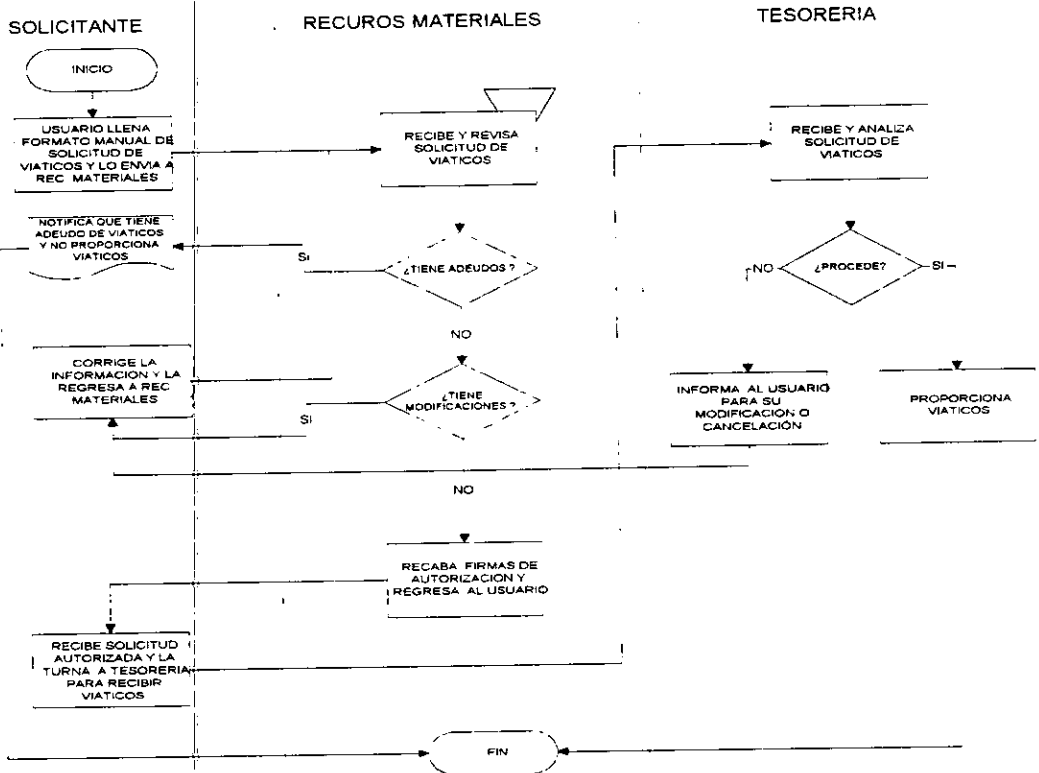 SOLICITANTE
RECUROS MATERIALES
TESORERIA
INICIO
USUARIO LLENA
FORMATO MANUAL DE
SOLICITUD DE
VIATICOS Y LO ENVIA A
REC MATERIALES
RECIBE Y REVISA
SOLICITUD DE
VIATICOS
RECIBE Y ANALIZA
SOLICITUD DE
VIATICOS
NOTIFICA QUE TIENE
ADEUDO DE VIATICOS
Y NO PROPORCIONA
VIATICOS
SI
¿TIENE ADEUDOS ?
NO
¿PROCEDE?
SI
NO
CORRIGE LA
INFORMACION Y LA
REGRESA A REC
MATERIALES
SI
¿TIENE
MODIFICACIONES ?
INFORMA AL USUARIO
PARA SU
MODIFICACION O
CANCELACIÓN
PROPORCIONA
VIATICOS
NO
RECABA FIRMAS DE
AUTORIZACION Y
REGRESA AL USUARIO
RECIBE SOLICITUD
AUTORIZADA Y LA
TURNA A TESORERIA
PARA RECIBIR
VIATICOS
FIN